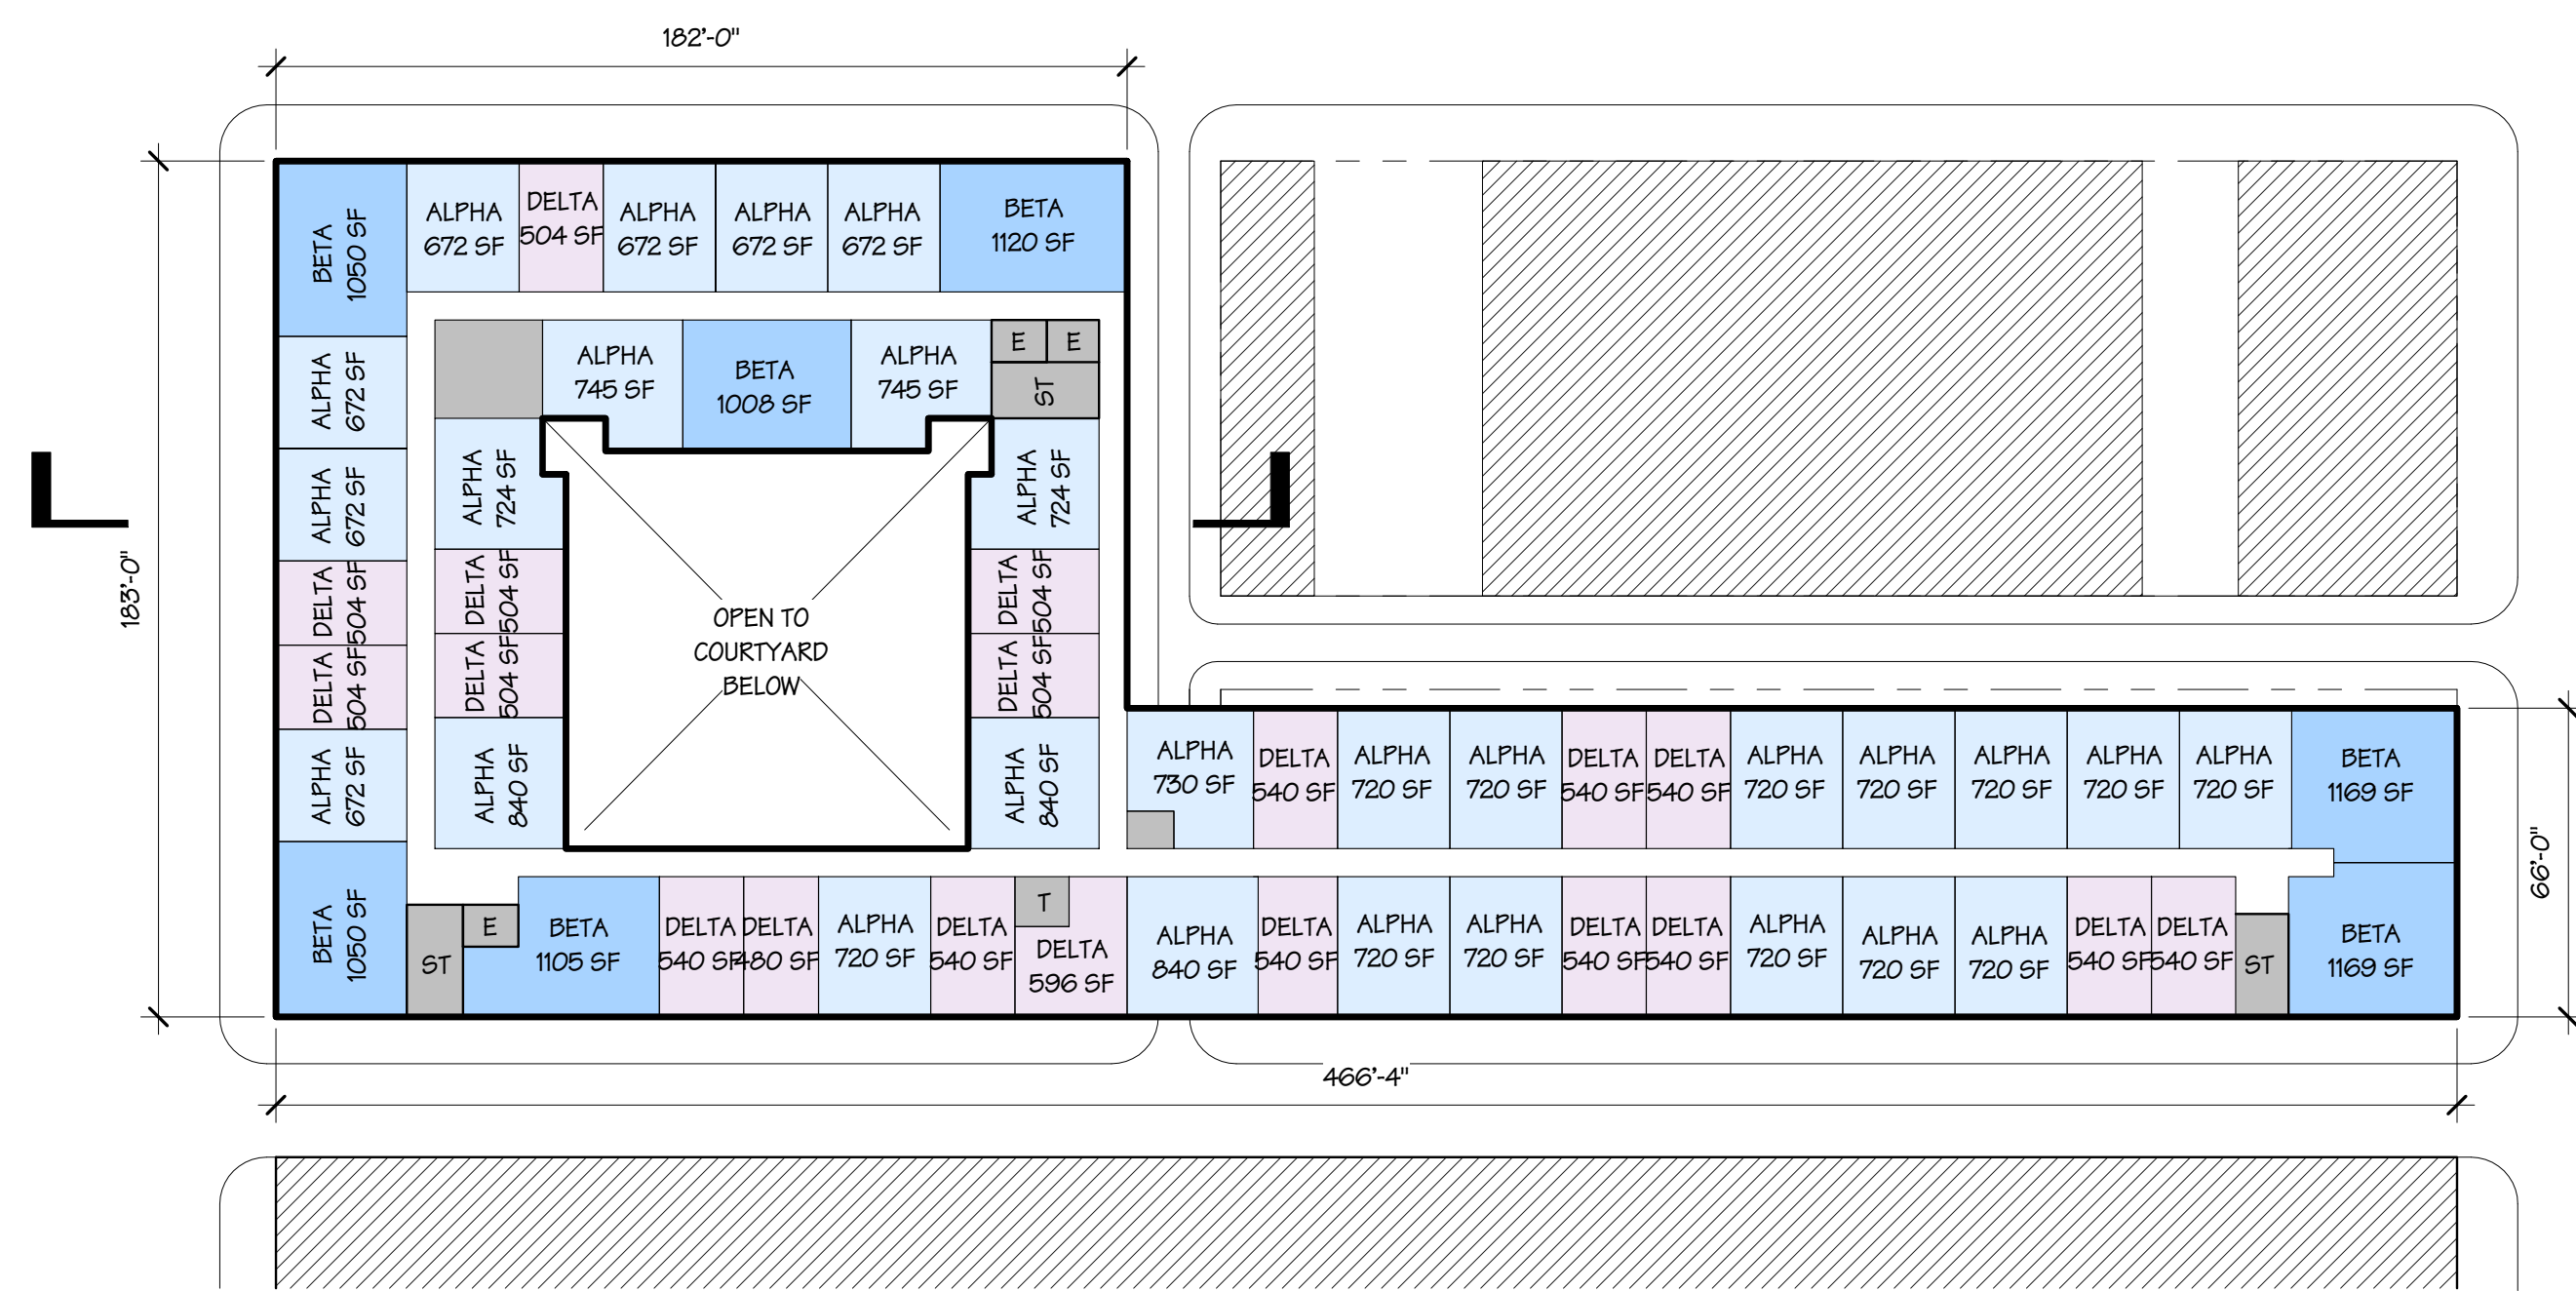 182'-0"
BETA
1050 SF
ALPHA
672 SF
DELTA
504 SF
ALPHA
672 SF
ALPHA
672 SF
ALPHA
672 SF
BETA
1120 SF
ALPHA
745 SF
BETA
1008 SF
ALPHA
745 SF
E
E
ST
ALPHA
672 SF
ALPHA
672 SF
DELTA
504 SF
DELTA
504 SF
ALPHA
672 SF
BETA
1050 SF
183'-0"
ALPHA
724 SF
DELTA
504 SF
DELTA
504 SF
ALPHA
840 SF
OPEN TO
COURTYARD
BELOW
ALPHA
724 SF
DELTA
504 SF
DELTA
504 SF
ALPHA
840 SF
ALPHA
730 SF
DELTA
540 SF
ALPHA
720 SF
ALPHA
720 SF
DELTA
540 SF
DELTA
540 SF
ALPHA
720 SF
ALPHA
720 SF
ALPHA
720 SF
ALPHA
720 SF
ALPHA
720 SF
BETA
1169 SF
66'-0"
ST
E
BETA
1105 SF
DELTA
540 SF
DELTA
480 SF
ALPHA
720 SF
DELTA
540 SF
T
DELTA
596 SF
ALPHA
840 SF
DELTA
540 SF
ALPHA
720 SF
ALPHA
720 SF
DELTA
540 SF
DELTA
540 SF
ALPHA
720 SF
ALPHA
720 SF
ALPHA
720 SF
DELTA
540 SF
DELTA
540 SF
ST
BETA
1169 SF
466'-4"